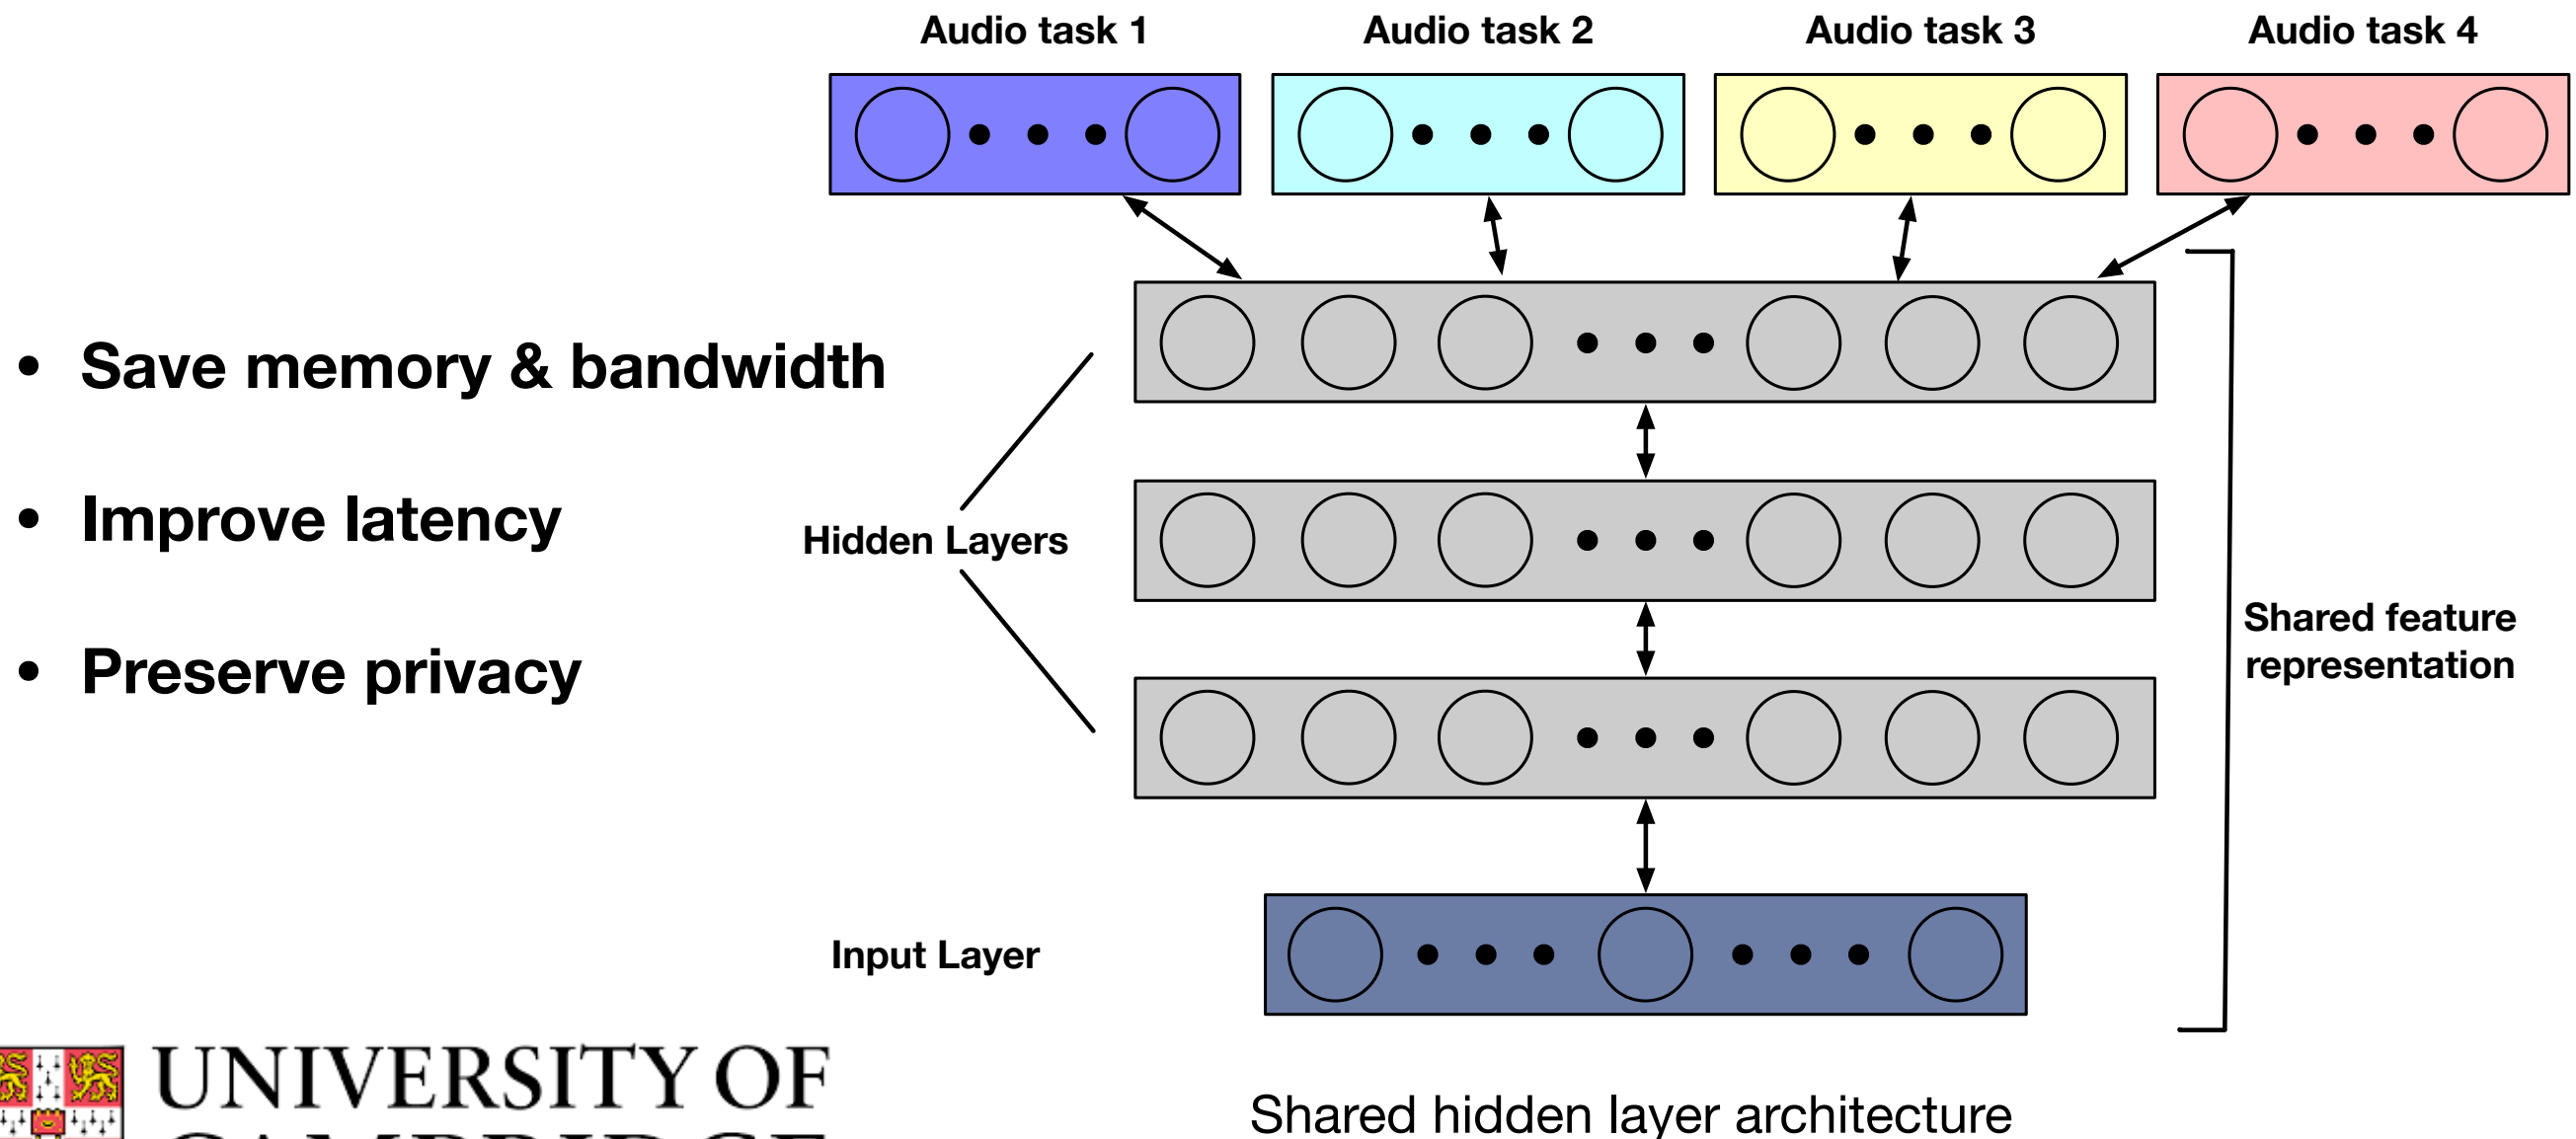 Audio task 1
Audio task 2
Audio task 3
Audio task 4
• Save memory & bandwidth
• Improve latency
• Preserve privacy
Hidden Layers
Shared feature
representation
Input Layer
UNIVERSITY OF
CAMBRIDGE
Shared hidden layer architecture